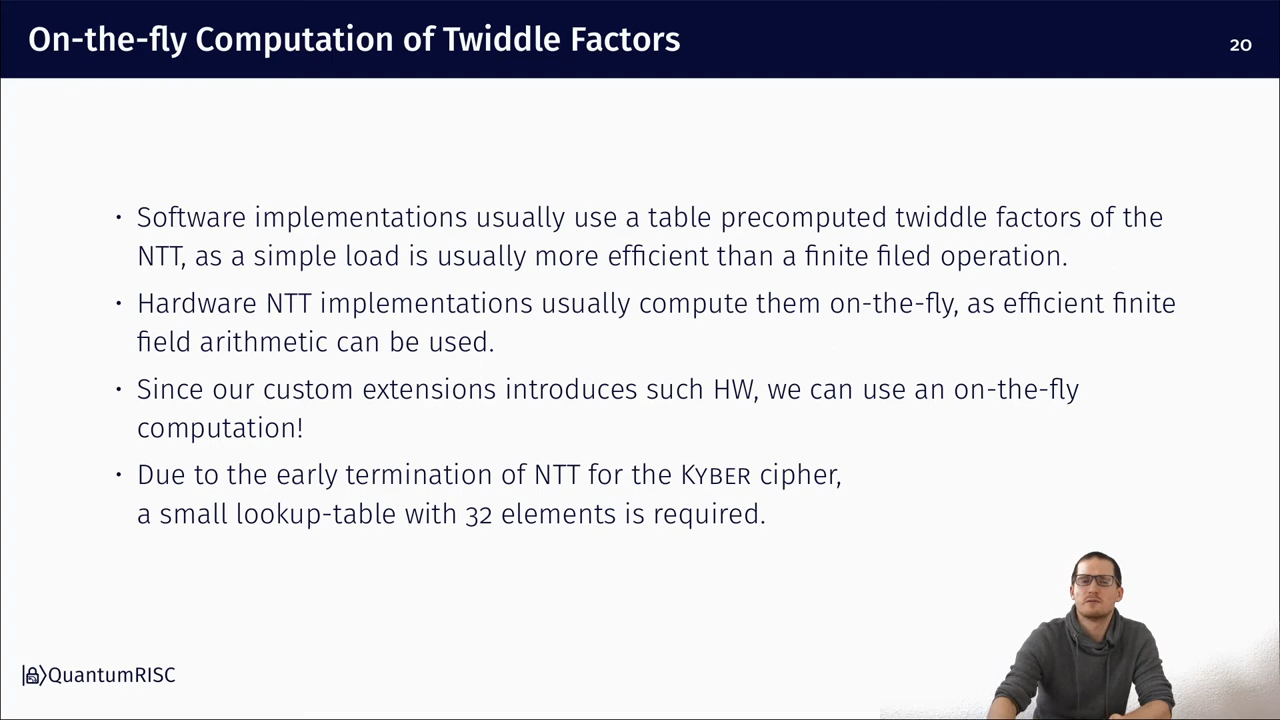 On-the-fly Computation of Twiddle Factors
20
• Software implementations usually use a table precomputed twiddle factors of the
NTT, as a simple load is usually more efficient than a finite filed operation.
• Hardware NTT implementations usually compute them on-the-fly, as efficient finite
field arithmetic can be used.
• Since our custom extensions introduces such HW, we can use an on-the-fly
computation!
• Due to the early termination of NTT for the KYBER cipher,
a small lookup-table with 32 elements is required.
QuantumRISC